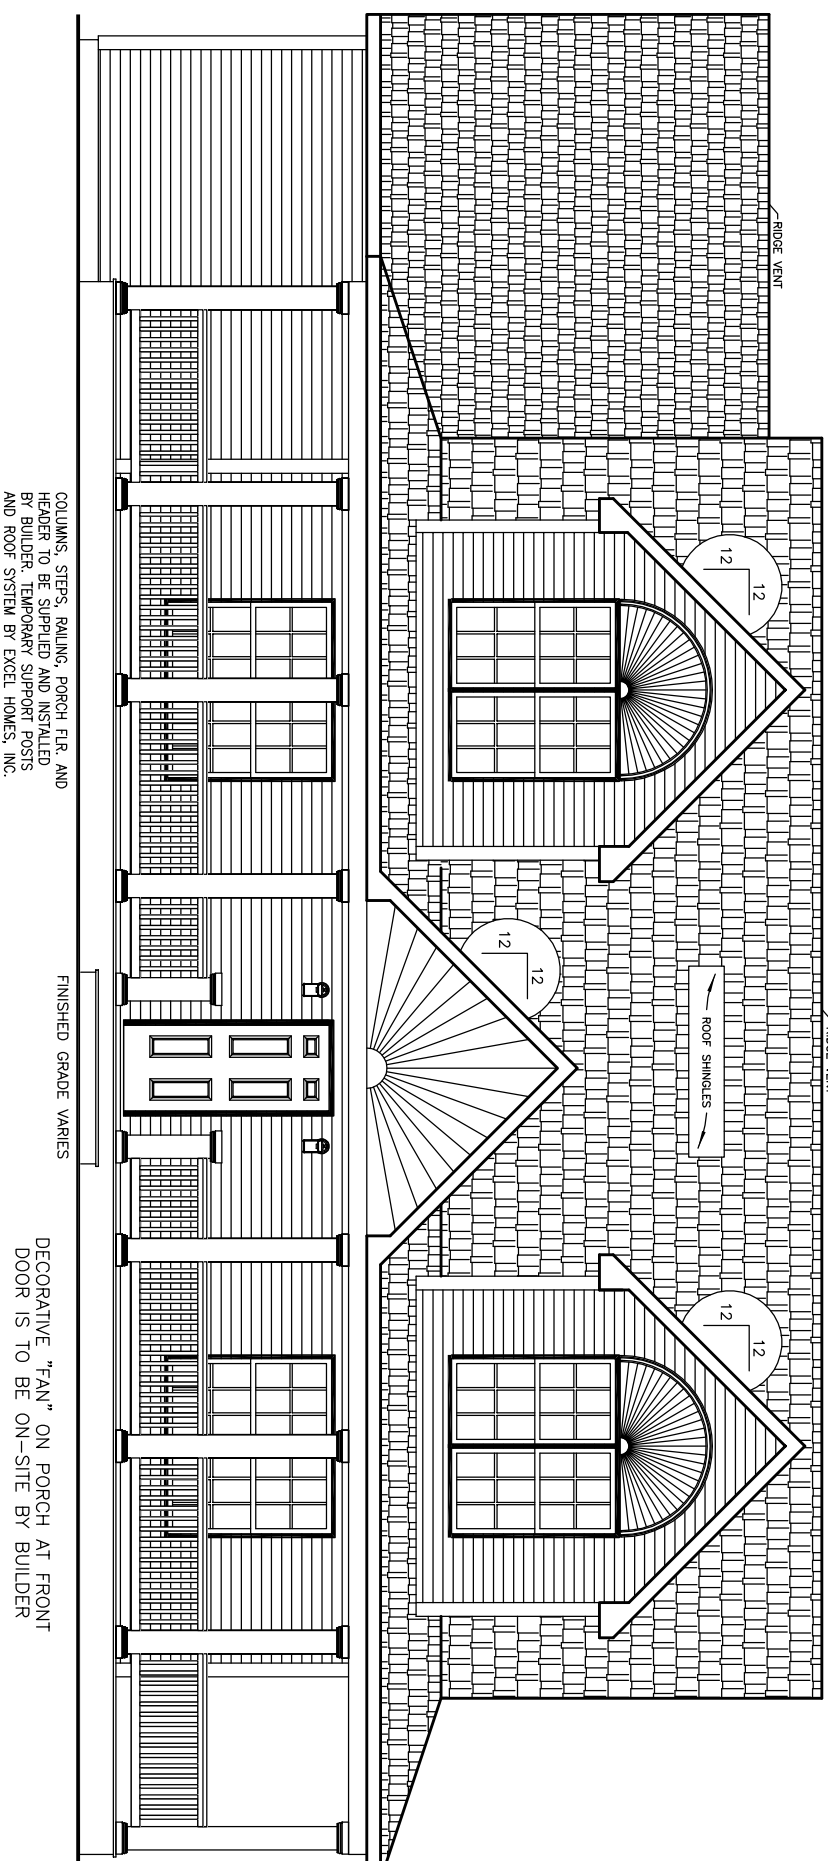 RIDGE VENT
12
12
12
12
12
12
ROOF SHINGLES
COLUMNS, STEPS, RAILING, PORCH FLR. AND
HEADER TO BE SUPPLIED AND INSTALLED
BY BUILDER. TEMPORARY SUPPORT POSTS
AND ROOF SYSTEM BY EXCEL HOMES, INC.
FINISHED GRADE VARIES
DECORATIVE "FAN" ON PORCH AT FRONT
DOOR IS TO BE ON-SITE BY BUILDER